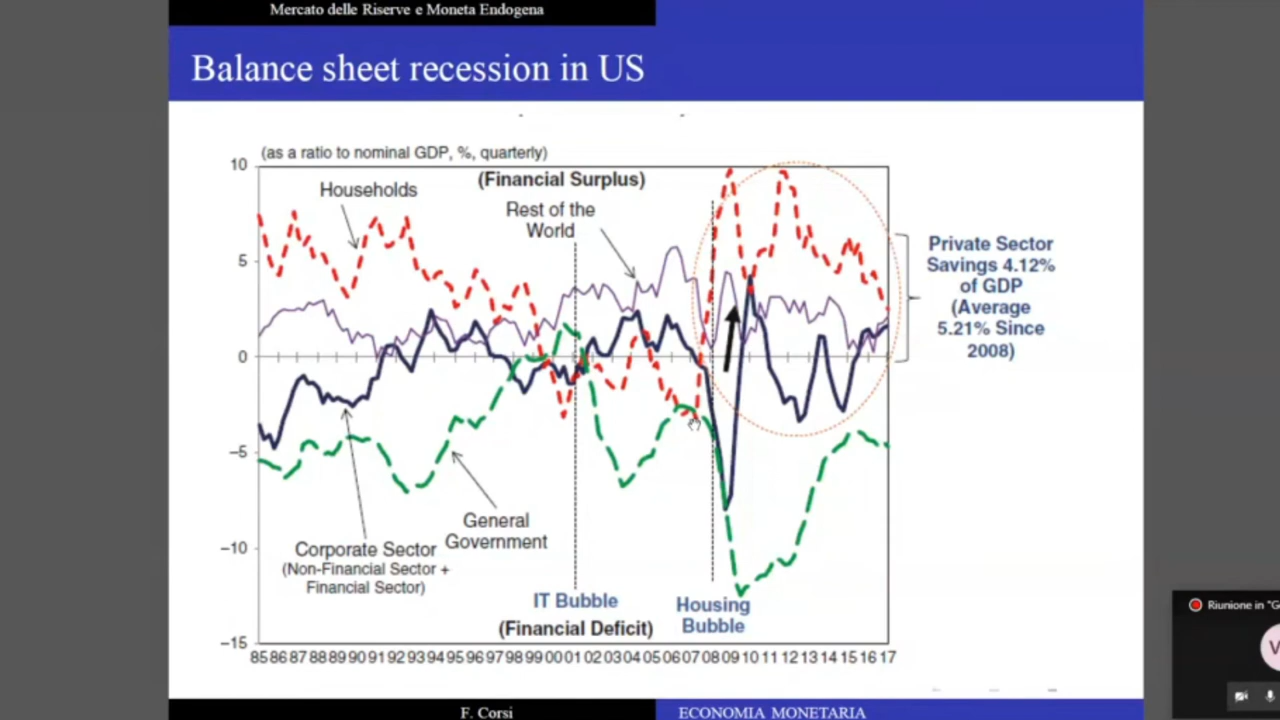 Mercato delle Riserve e Moneta Endogena
Balance sheet recession in US
(as a ratio to nominal GDP, %, quarterly)
10
(Financial Surplus)
Households
Rest of the
World
5
Private Sector
Savings 4.12%
of GDP
(Average
5.21% Since
2008)
0
−5
General
Government
Corporate Sector
(Non-Financial Sector +
Financial Sector)
−10
IT Bubble
Housing
Bubble
(Financial Deficit)
−15
85 86 87 88 89 90 91 92 93 94 95 96 97 98 99 00 01 02 03 04 05 06 07 08 09 10 11 12 13 14 15 16 17
F. Corsi
ECONOMIA MONETARIA
Riunione in "G
V